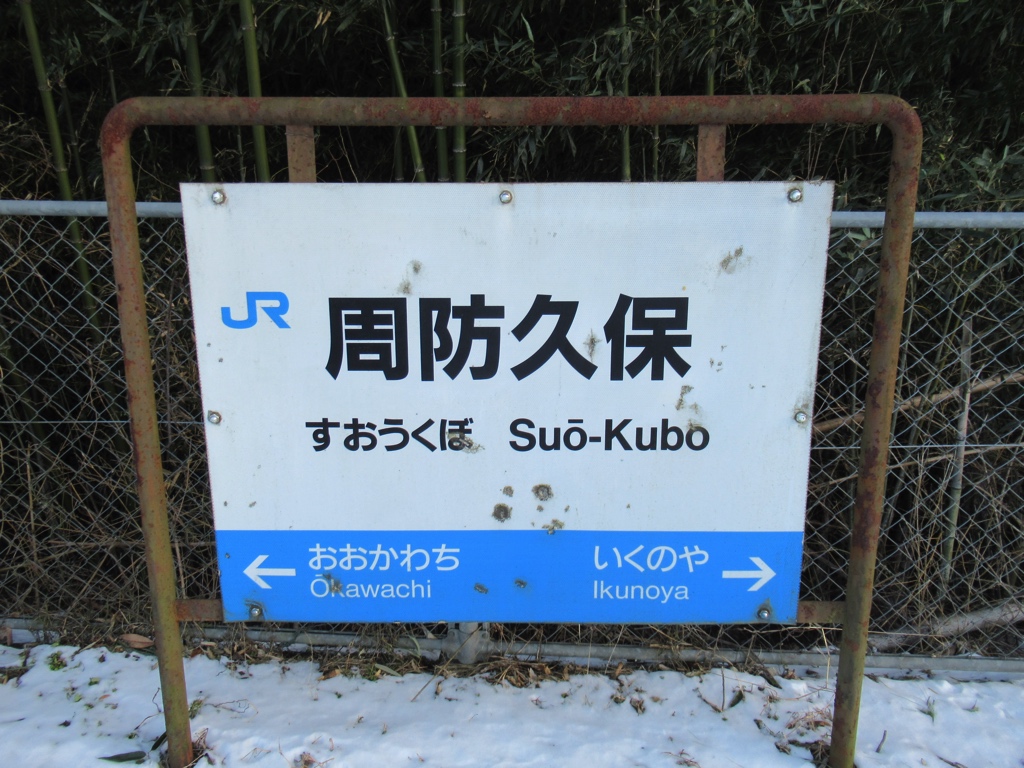 JR
周防久保
すおうくぼ Suō-Kubo
← おおかわち いくのや →
Ōkawachi Ikunoya